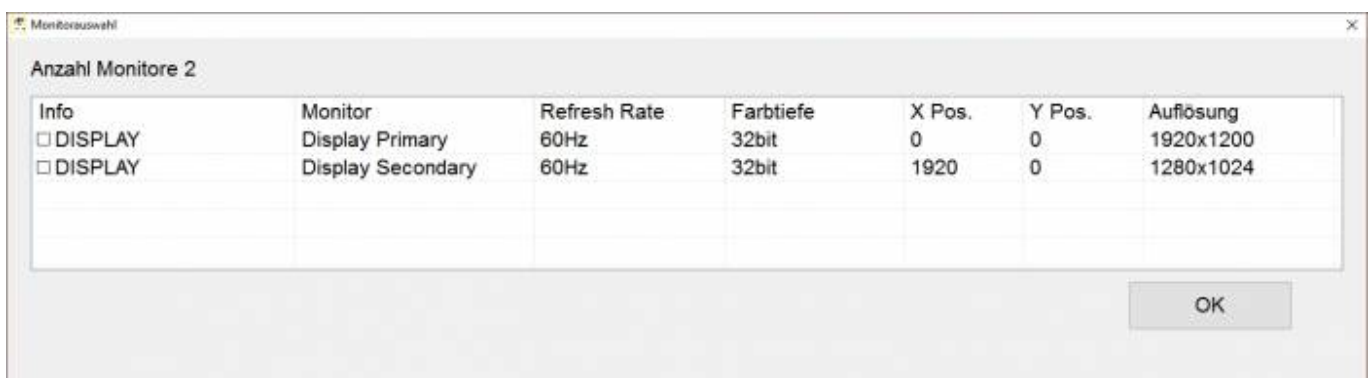 Monitorauswahl
Anzahl Monitore 2
Info Monitor Refresh Rate Farbtiefe X Pos. Y Pos. Auflösung
DISPLAY Display Primary 60Hz 32bit 0 0 1920x1200
DISPLAY Display Secondary 60Hz 32bit 1920 0 1280x1024
OK